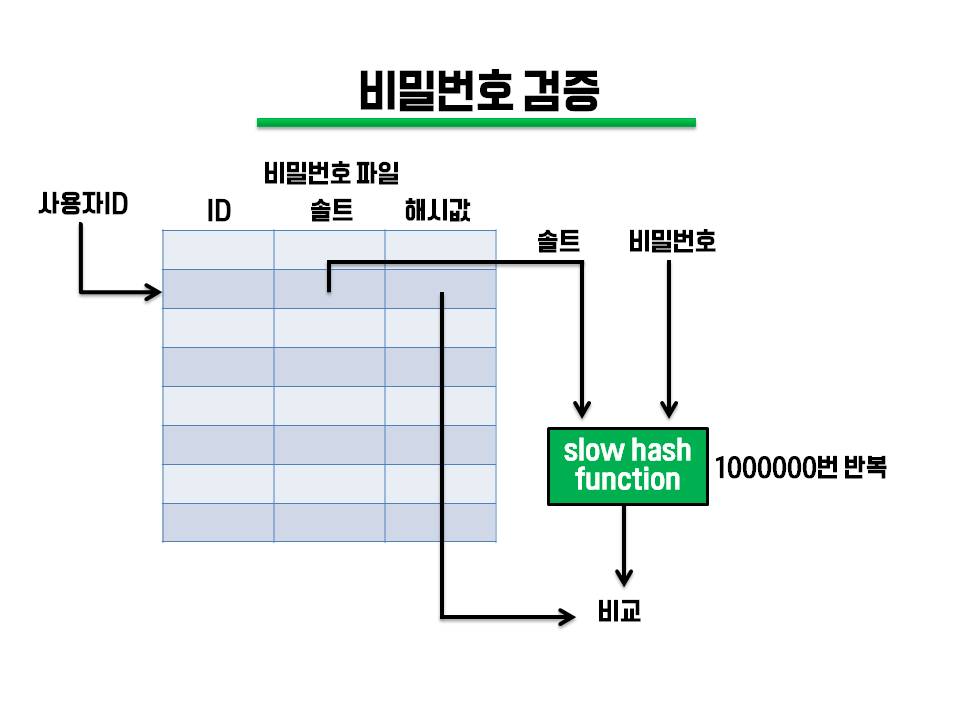 비밀번호 검증
비밀번호 파일
사용자ID
ID
솔트
해시값
솔트
비밀번호
slow hash
function
1000000번 반복
비교